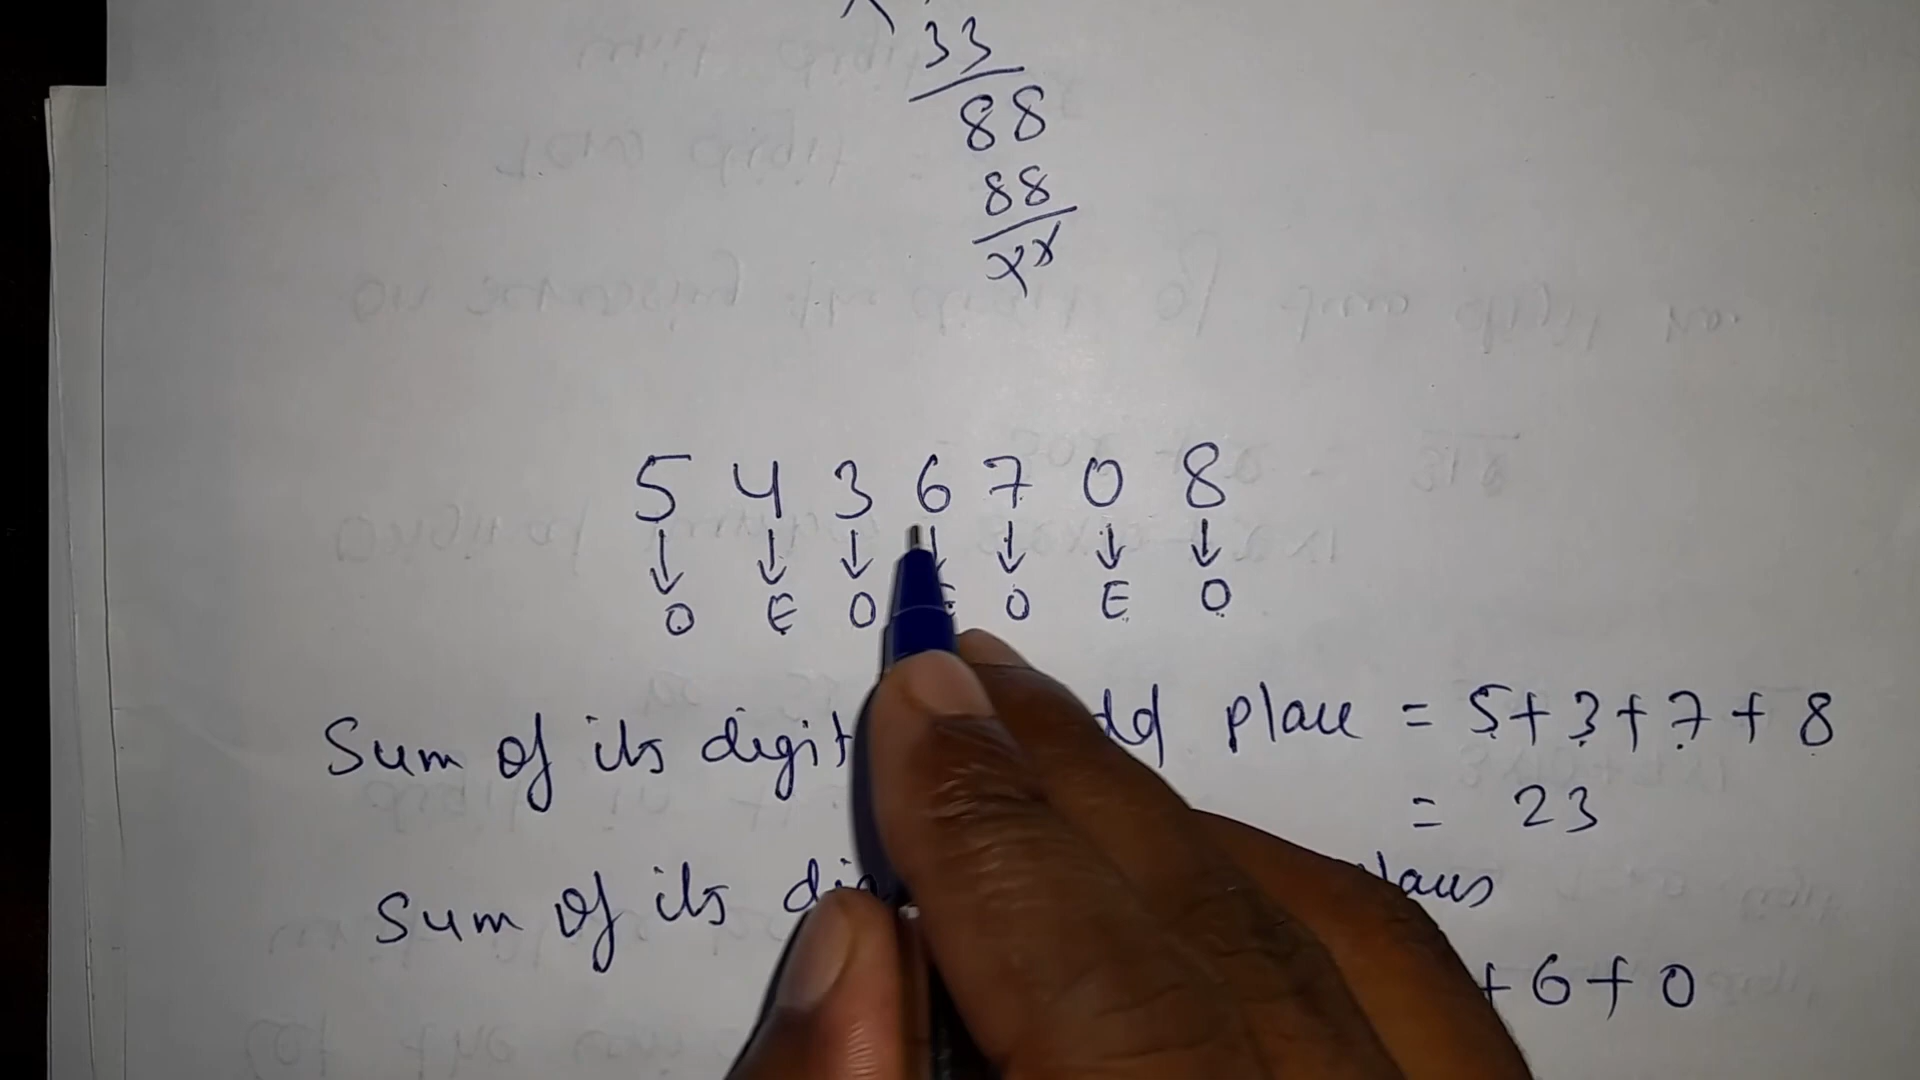 33
88
88
xx
5 4 3 6 7 0 8
↓ ↓ ↓ ↓ ↓ ↓ ↓
O E O E O E O
Sum of its digit odd place = 5+3+7+8
= 23
Sum of its
+6+0